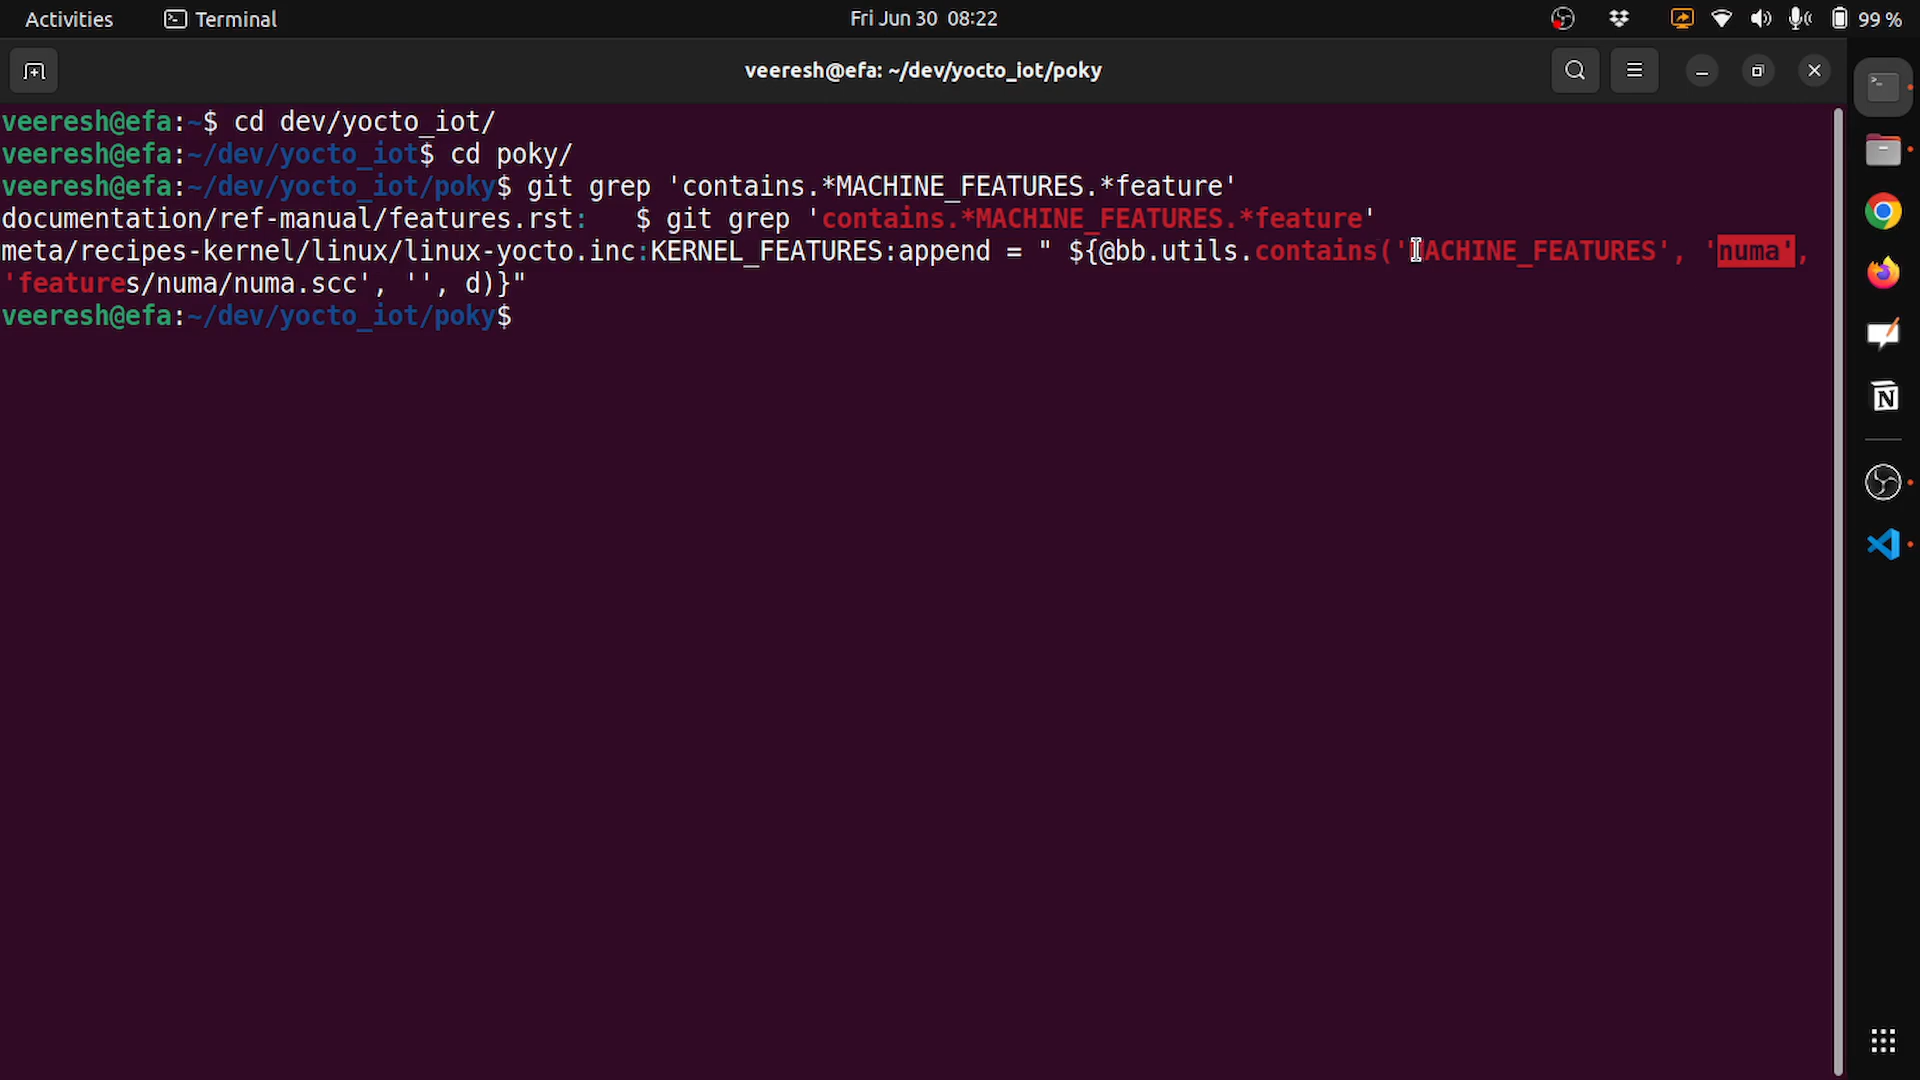 Activities Terminal Fri Jun 30 08:22 99 %
veeresh@efa: ~/dev/yocto_iot/poky
veeresh@efa:~$ cd dev/yocto_iot/
veeresh@efa:~/dev/yocto_iot$ cd poky/
veeresh@efa:~/dev/yocto_iot/poky$ git grep 'contains.*MACHINE_FEATURES.*feature'
documentation/ref-manual/features.rst:   $ git grep 'contains.*MACHINE_FEATURES.*feature'
meta/recipes-kernel/linux/linux-yocto.inc:KERNEL_FEATURES:append = " ${@bb.utils.contains('MACHINE_FEATURES', 'numa',
'features/numa/numa.scc', '', d)}"
veeresh@efa:~/dev/yocto_iot/poky$